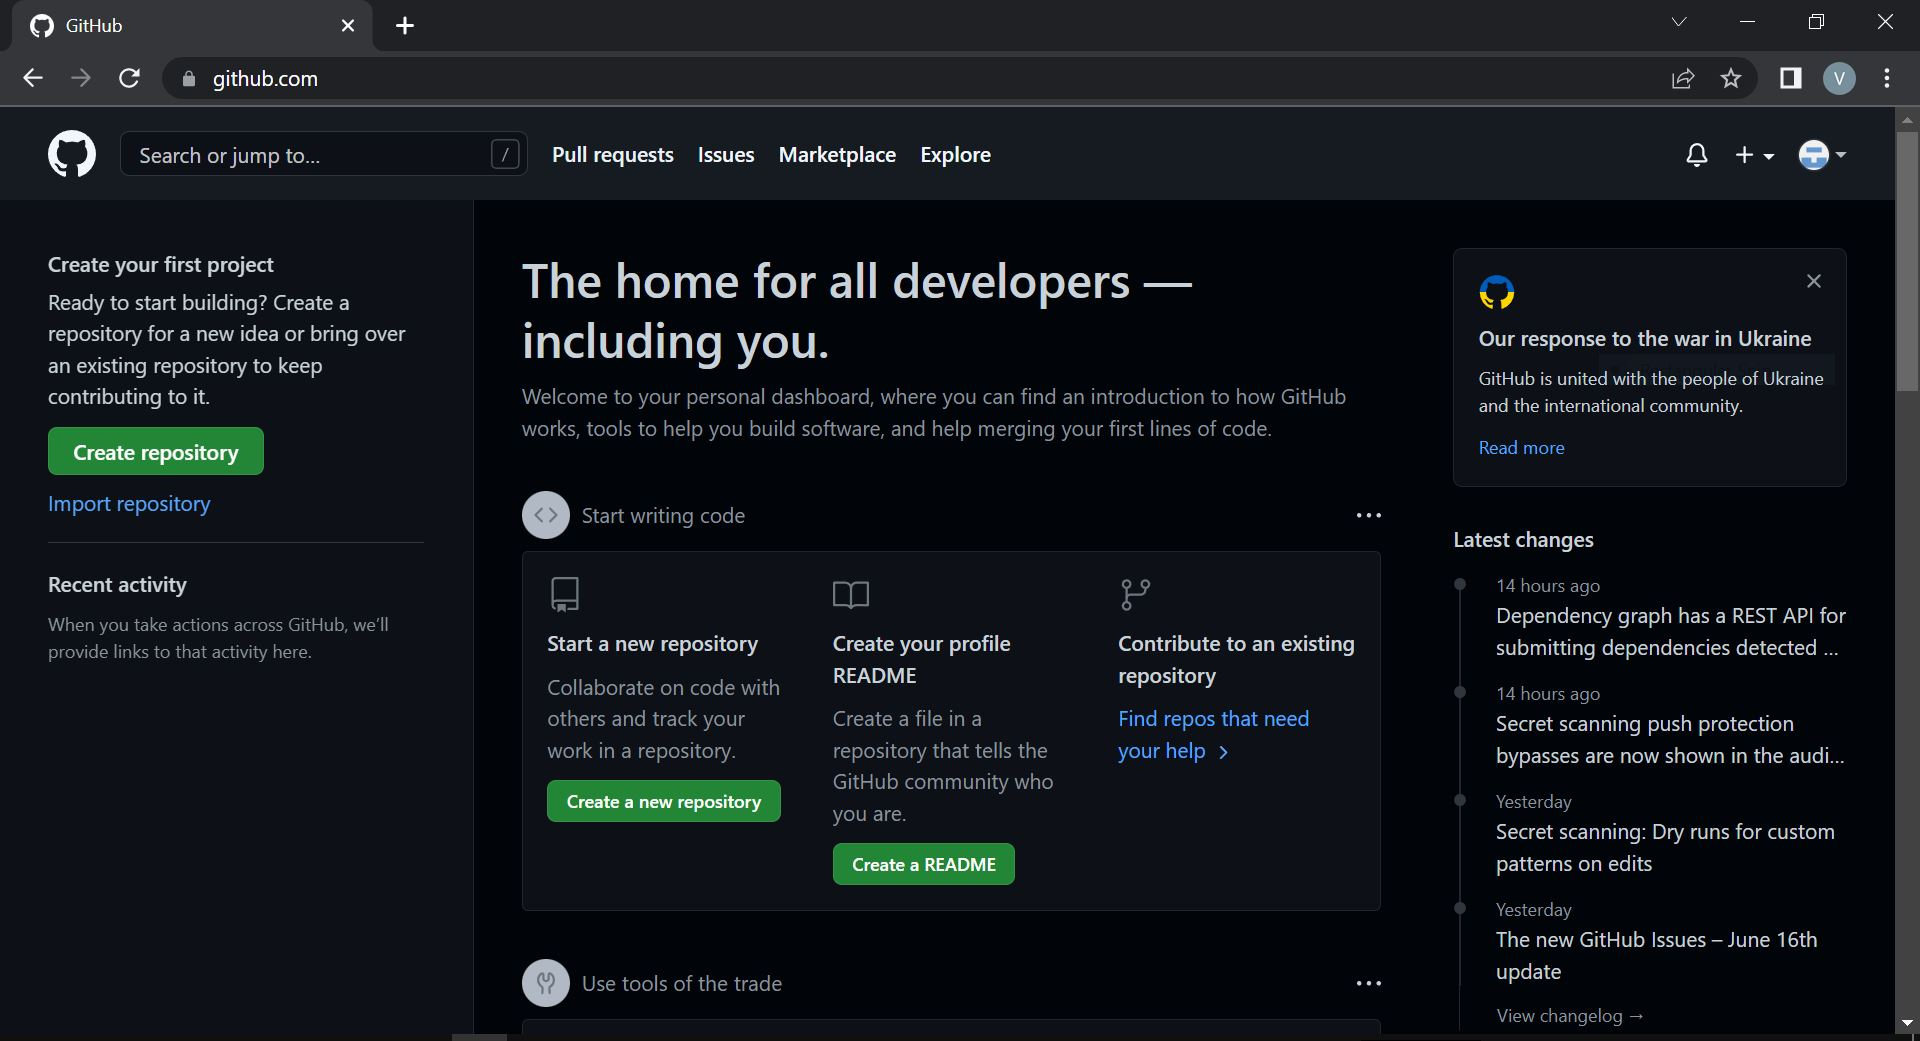 GitHub
github.com
V
Search or jump to...
/
Pull requests
Issues
Marketplace
Explore
Create your first project
Ready to start building? Create a
repository for a new idea or bring over
an existing repository to keep
contributing to it.
Create repository
Import repository
Recent activity
When you take actions across GitHub, we'll
provide links to that activity here.
The home for all developers —
including you.
Welcome to your personal dashboard, where you can find an introduction to how GitHub
works, tools to help you build software, and help merging your first lines of code.
Start writing code
Start a new repository
Collaborate on code with
others and track your
work in a repository.
Create a new repository
Create your profile
README
Create a file in a
repository that tells the
GitHub community who
you are.
Create a README
Contribute to an existing
repository
Find repos that need
your help
Use tools of the trade
Our response to the war in Ukraine
GitHub is united with the people of Ukraine
and the international community.
Read more
Latest changes
14 hours ago
Dependency graph has a REST API for
submitting dependencies detected ...
14 hours ago
Secret scanning push protection
bypasses are now shown in the audi...
Yesterday
Secret scanning: Dry runs for custom
patterns on edits
Yesterday
The new GitHub Issues – June 16th
update
View changelog →